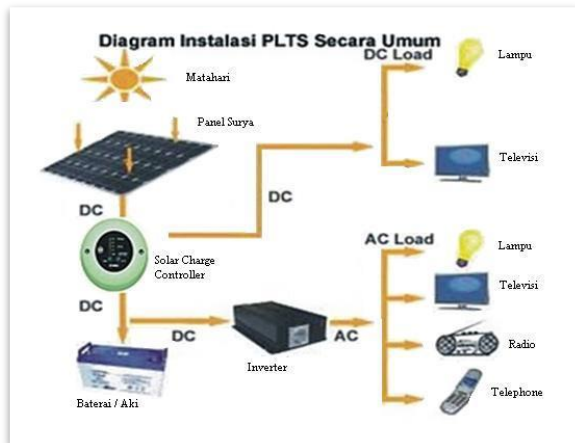 Diagram Instalasi PLTS Secara Umum
DC Load
Lampu
Matahari
Panel Surya
Televisi
DC
DC
AC Load
Lampu
Solar Charge
Controller
Televisi
DC
DC
AC
Radio
Inverter
Baterai / Aki
Telephone